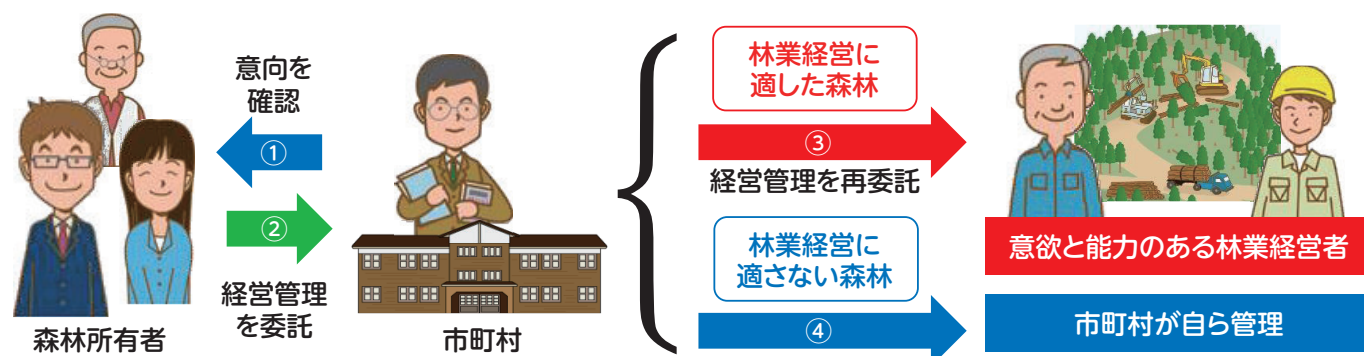 意向を
確認
①
②
経営管理
を委託
森林所有者
市町村
林業経営に
適した森林
③
経営管理を再委託
林業経営に
適さない森林
④
意欲と能力のある林業経営者
市町村が自ら管理